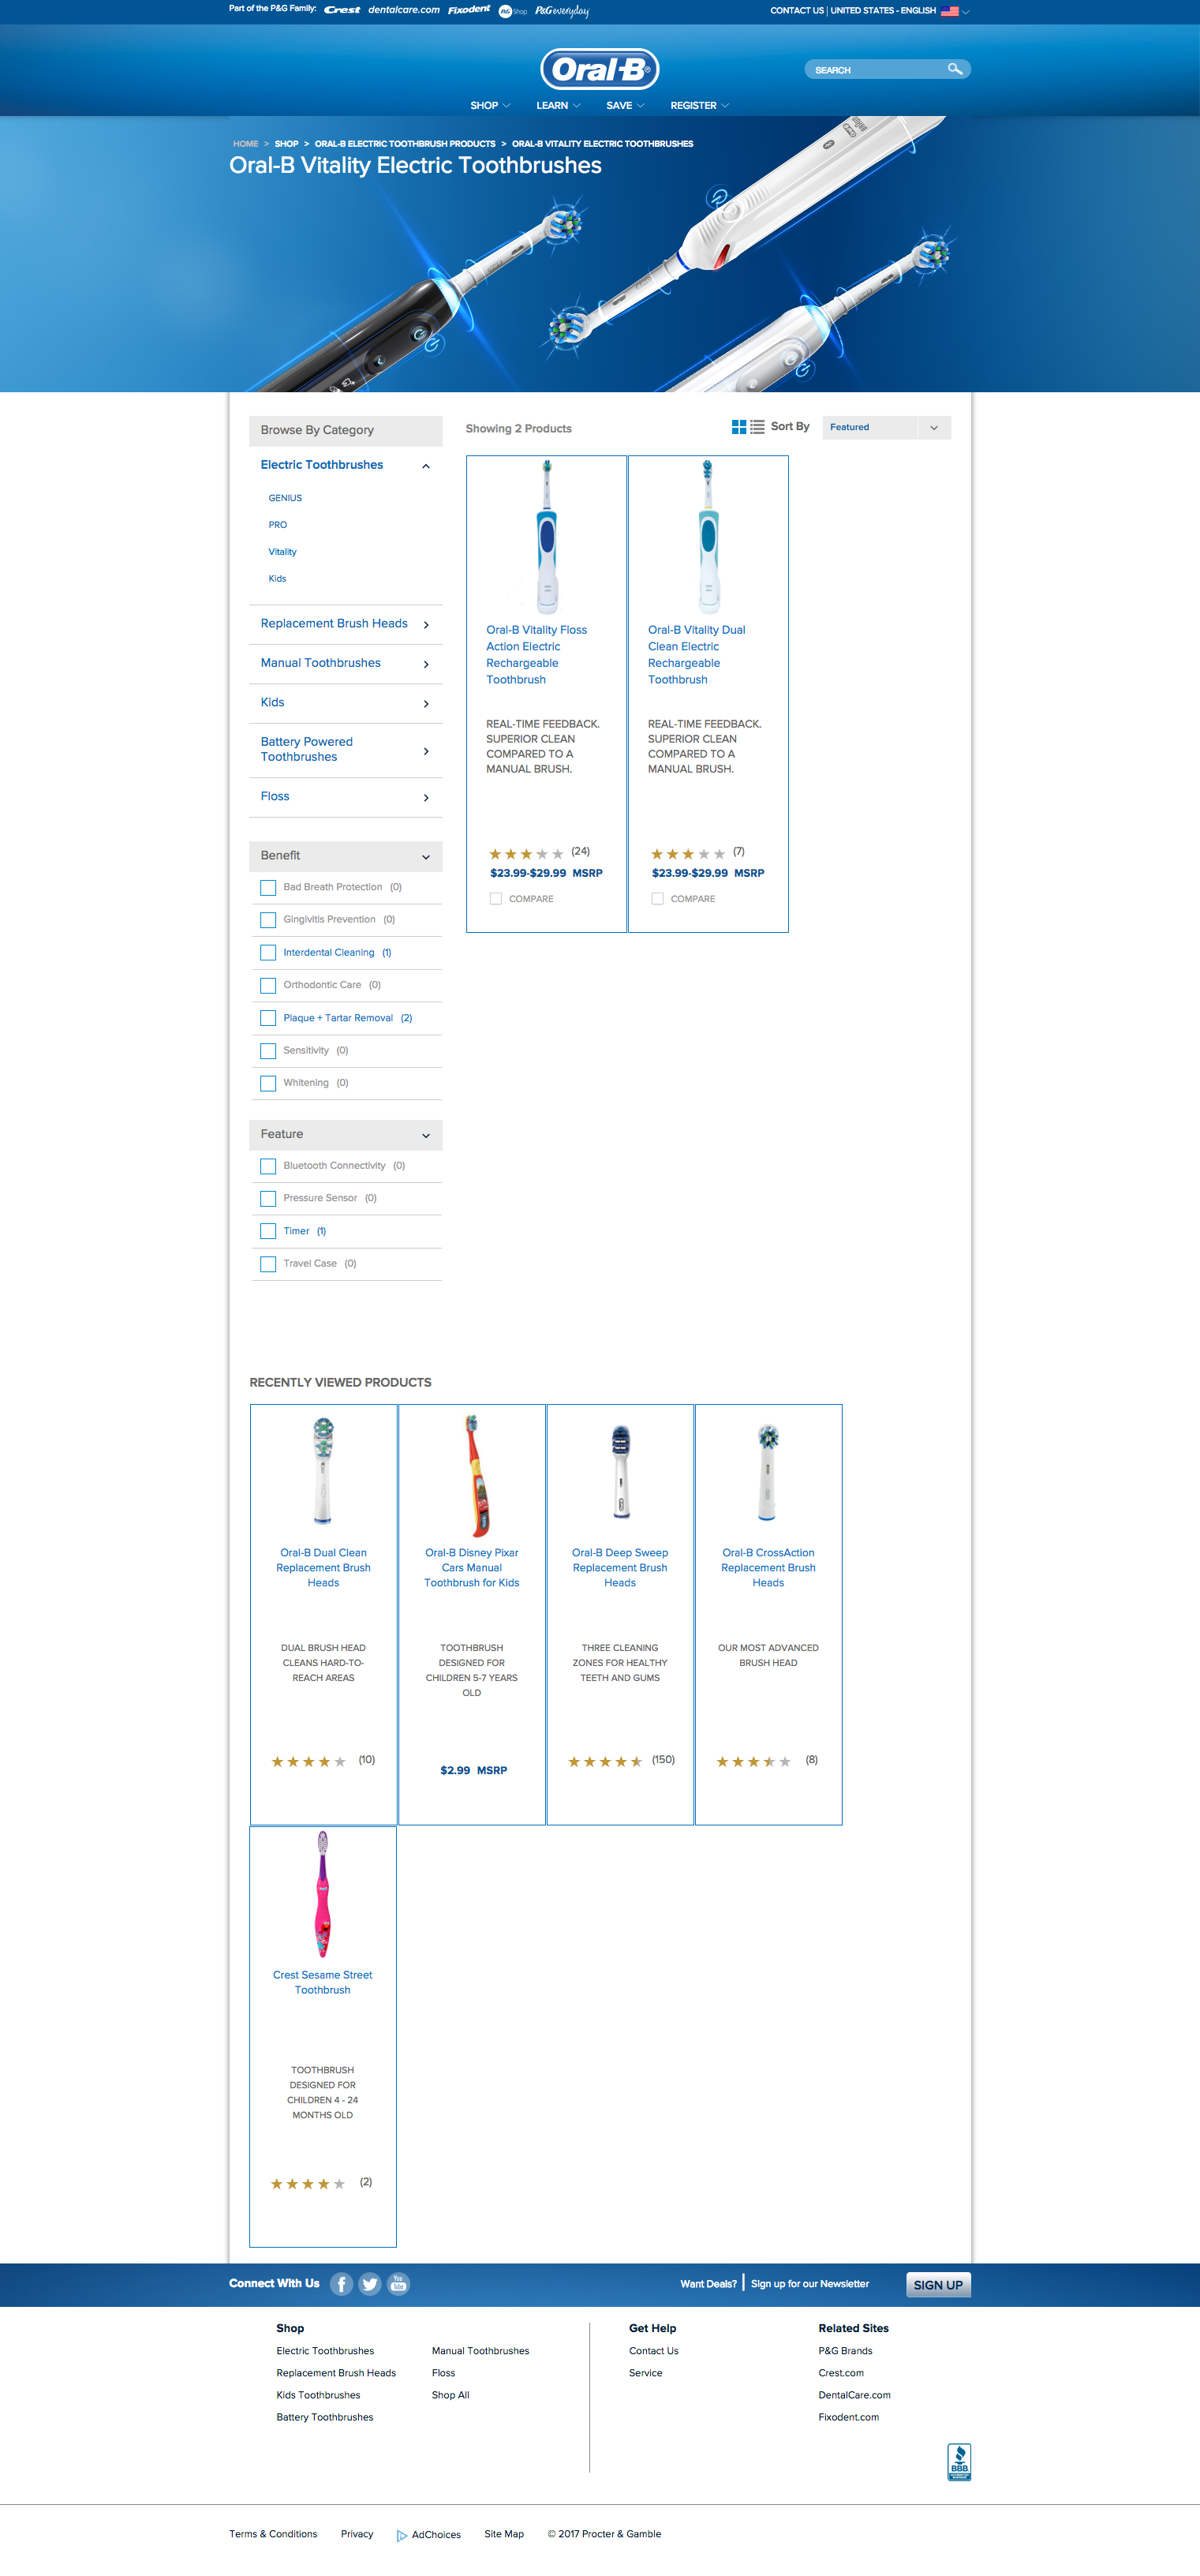 Part of the P&G Family: Crest dentalcare.com Fixodent P&G Shop P&G everyday
CONTACT US | UNITED STATES - ENGLISH
Oral-B®
SEARCH
SHOP LEARN SAVE REGISTER
HOME > SHOP > ORAL-B ELECTRIC TOOTHBRUSH PRODUCTS > ORAL-B VITALITY ELECTRIC TOOTHBRUSHES
Oral-B Vitality Electric Toothbrushes
Browse By Category
Electric Toothbrushes
GENIUS
PRO
Vitality
Kids
Replacement Brush Heads
Manual Toothbrushes
Kids
Battery Powered
Toothbrushes
Floss
Benefit
Bad Breath Protection (0)
Gingivitis Prevention (0)
Interdental Cleaning (1)
Orthodontic Care (0)
Plaque + Tartar Removal (2)
Sensitivity (0)
Whitening (0)
Feature
Bluetooth Connectivity (0)
Pressure Sensor (0)
Timer (1)
Travel Case (0)
Showing 2 Products
Sort By
Featured
Oral-B Vitality Floss
Action Electric
Rechargeable
Toothbrush
REAL-TIME FEEDBACK.
SUPERIOR CLEAN
COMPARED TO A
MANUAL BRUSH.
(24)
$23.99-$29.99 MSRP
COMPARE
Oral-B Vitality Dual
Clean Electric
Rechargeable
Toothbrush
REAL-TIME FEEDBACK.
SUPERIOR CLEAN
COMPARED TO A
MANUAL BRUSH.
(7)
$23.99-$29.99 MSRP
COMPARE
RECENTLY VIEWED PRODUCTS
Oral-B Dual Clean
Replacement Brush
Heads
DUAL BRUSH HEAD
CLEANS HARD-TO-
REACH AREAS
(10)
Oral-B Disney Pixar
Cars Manual
Toothbrush for Kids
TOOTHBRUSH
DESIGNED FOR
CHILDREN 5-7 YEARS
OLD
$2.99 MSRP
Oral-B Deep Sweep
Replacement Brush
Heads
THREE CLEANING
ZONES FOR HEALTHY
TEETH AND GUMS
(150)
Oral-B CrossAction
Replacement Brush
Heads
OUR MOST ADVANCED
BRUSH HEAD
(8)
Crest Sesame Street
Toothbrush
TOOTHBRUSH
DESIGNED FOR
CHILDREN 4 - 24
MONTHS OLD
(2)
Connect With Us
You
Tube
Want Deals? | Sign up for our Newsletter
SIGN UP
Shop
Electric Toothbrushes
Replacement Brush Heads
Kids Toothbrushes
Battery Toothbrushes
Manual Toothbrushes
Floss
Shop All
Get Help
Contact Us
Service
Related Sites
P&G Brands
Crest.com
DentalCare.com
Fixodent.com
BBB
Terms & Conditions Privacy AdChoices Site Map © 2017 Procter & Gamble